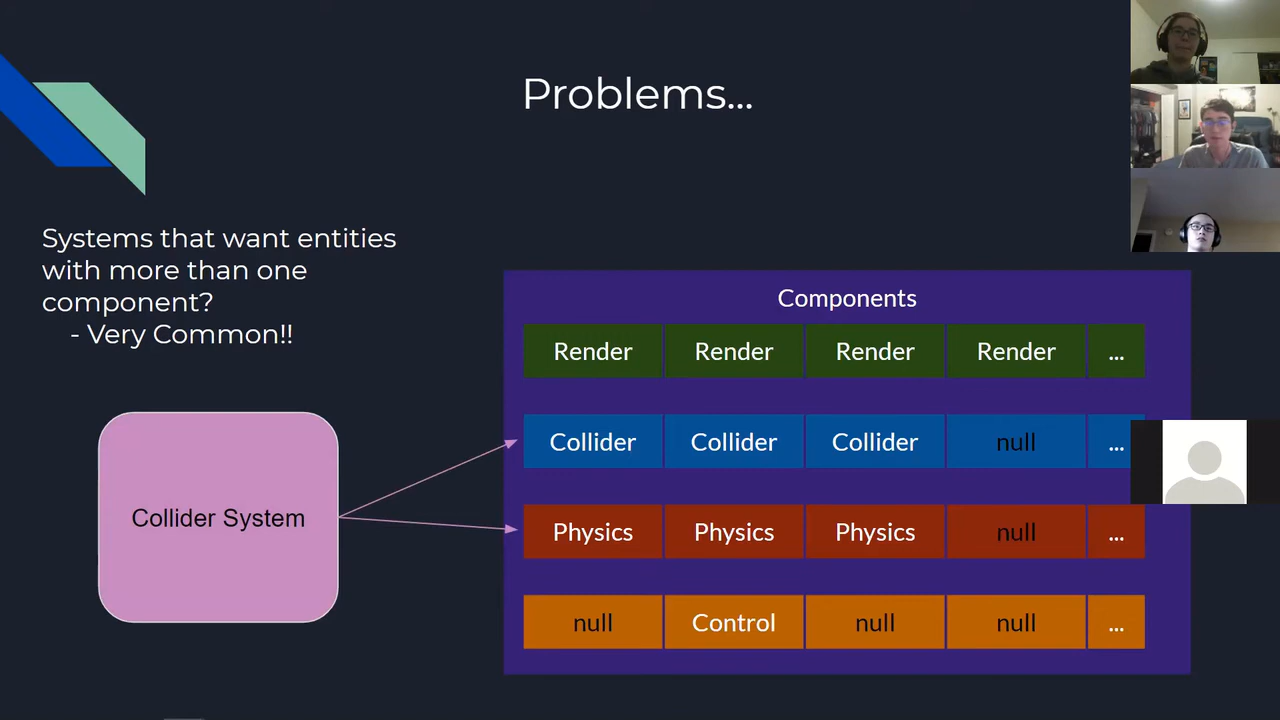 Problems...
Systems that want entities
with more than one
component?
- Very Common!!
Collider System
Components
Render Render Render Render ...
Collider Collider Collider null ...
Physics Physics Physics null ...
null Control null null ...